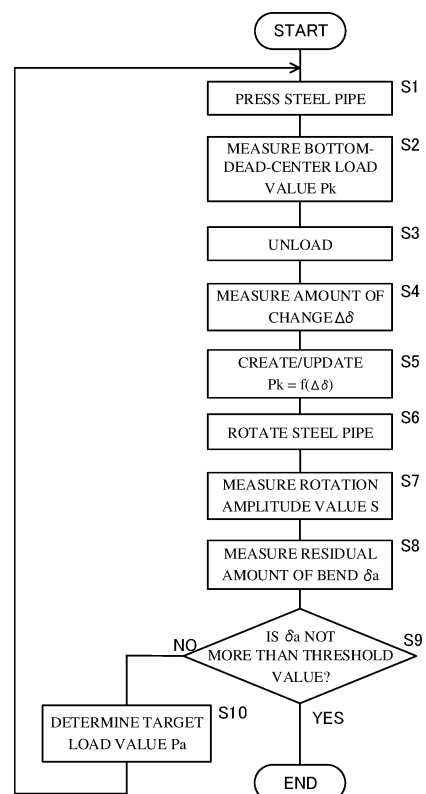 START
S1
PRESS STEEL PIPE
S2
MEASURE BOTTOM-
DEAD-CENTER LOAD
VALUE Pk
S3
UNLOAD
S4
MEASURE AMOUNT OF
CHANGE Δδ
S5
CREATE/UPDATE
Pk = f(Δδ)
S6
ROTATE STEEL PIPE
S7
MEASURE ROTATION
AMPLITUDE VALUE S
S8
MEASURE RESIDUAL
AMOUNT OF BEND δa
S9
NO
IS δa NOT
MORE THAN THRESHOLD
VALUE?
S10
YES
DETERMINE TARGET
LOAD VALUE Pa
END